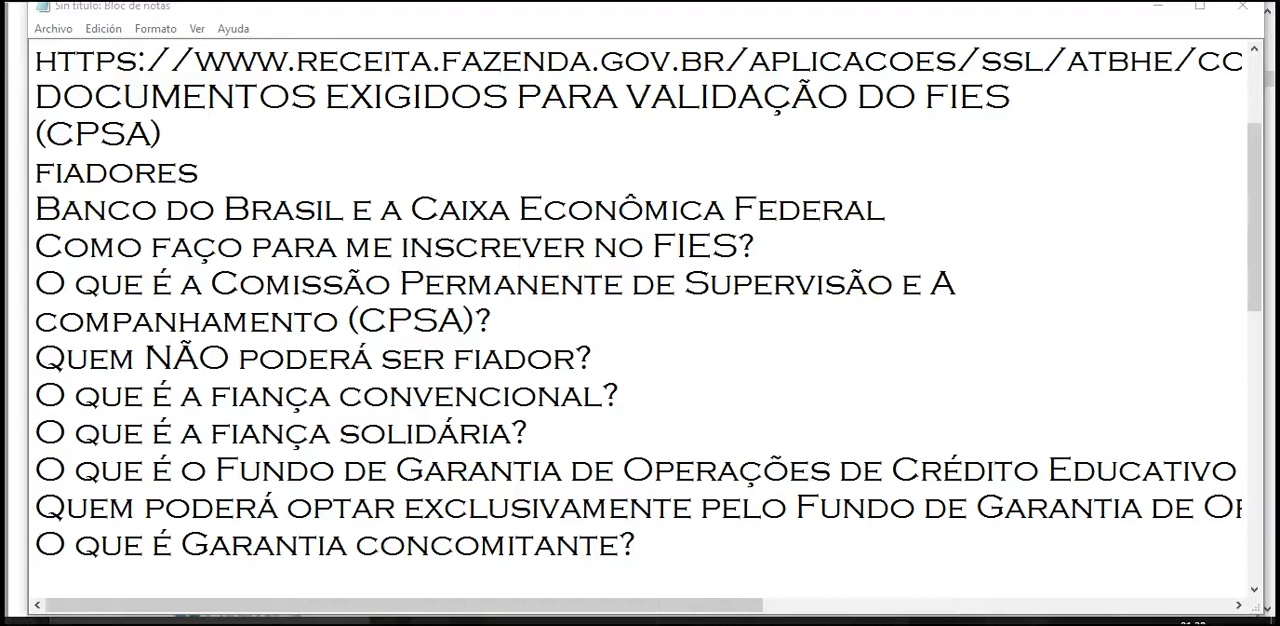 Sin título: Bloc de notas
Archivo Edición Formato Ver Ayuda
HTTPS://WWW.RECEITA.FAZENDA.GOV.BR/APLICACOES/SSL/ATBHE/CO
DOCUMENTOS EXIGIDOS PARA VALIDAÇÃO DO FIES
(CPSA)
FIADORES
Banco do Brasil e a Caixa Econômica Federal
Como faço para me inscrever no FIES?
O que é a Comissão Permanente de Supervisão e A
companhamento (CPSA)?
Quem NÃO poderá ser fiador?
O que é a fiança convencional?
O que é a fiança solidária?
O que é o Fundo de Garantia de Operações de Crédito Educativo
Quem poderá optar exclusivamente pelo Fundo de Garantia de
O que é Garantia concomitante?